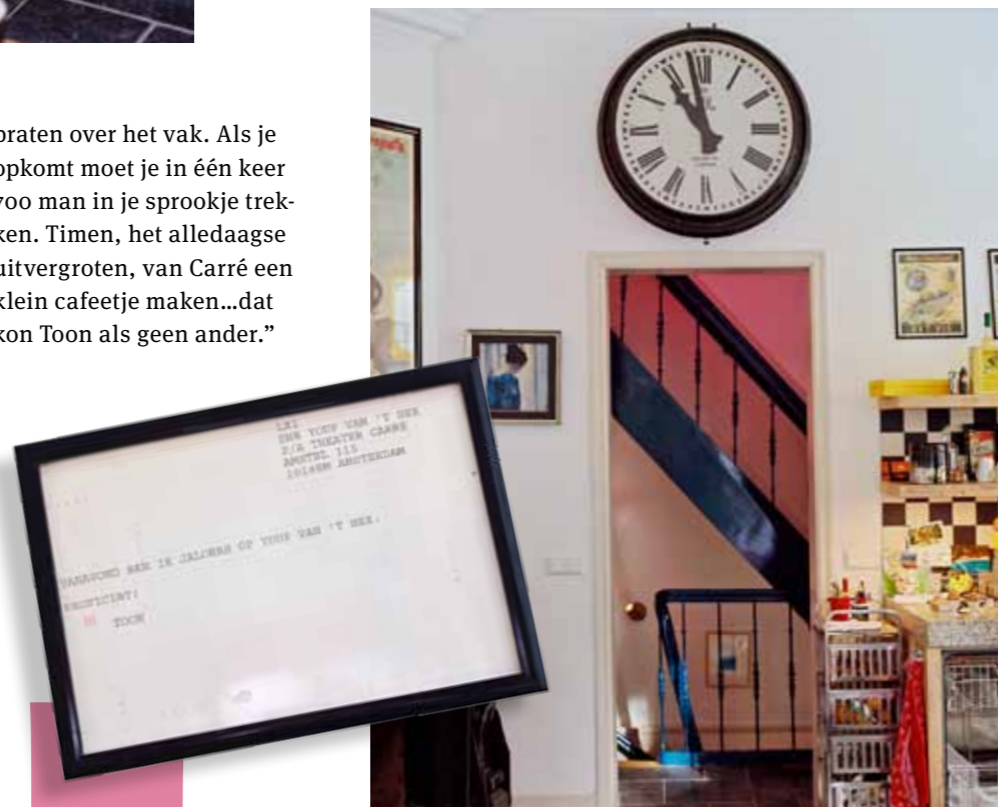 praten over het vak. Als je
opkomt moet je in één keer
700 man in je sprookje trek-
ken. Timen, het alledaagse
uitvergroten, van Carré een
klein cafeetje maken...dat
kon Toon als geen ander.”
DHR YOUP VAN 'T HEK
P/A THEATER CARRE
AMSTEL 115
1018EM AMSTERDAM
VANAVOND BEN IK JALOERS OP YOUP VAN 'T HEK.
PROFICIAT!
TOON